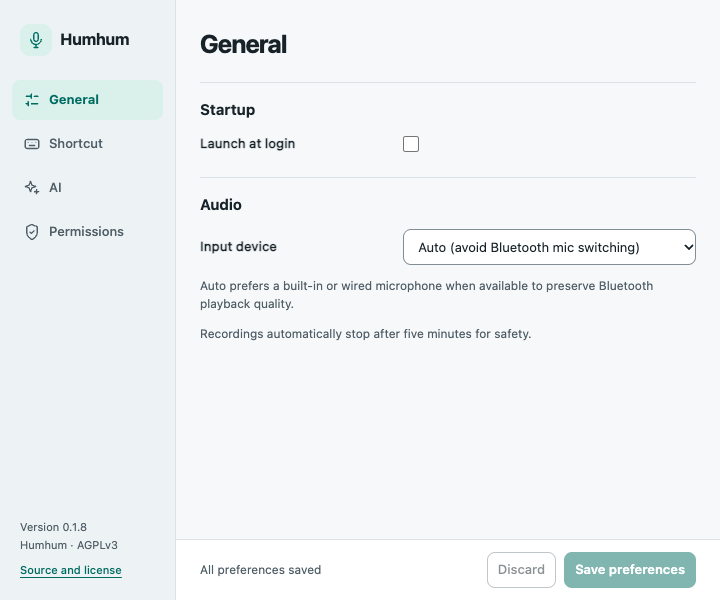 Humhum
General
Shortcut
AI
Permissions
Version 0.1.8
Humhum · AGPLv3
Source and license
General
Startup
Launch at login
Audio
Input device
Auto (avoid Bluetooth mic switching)
Auto prefers a built-in or wired microphone when available to preserve Bluetooth
playback quality.
Recordings automatically stop after five minutes for safety.
All preferences saved
Discard
Save preferences